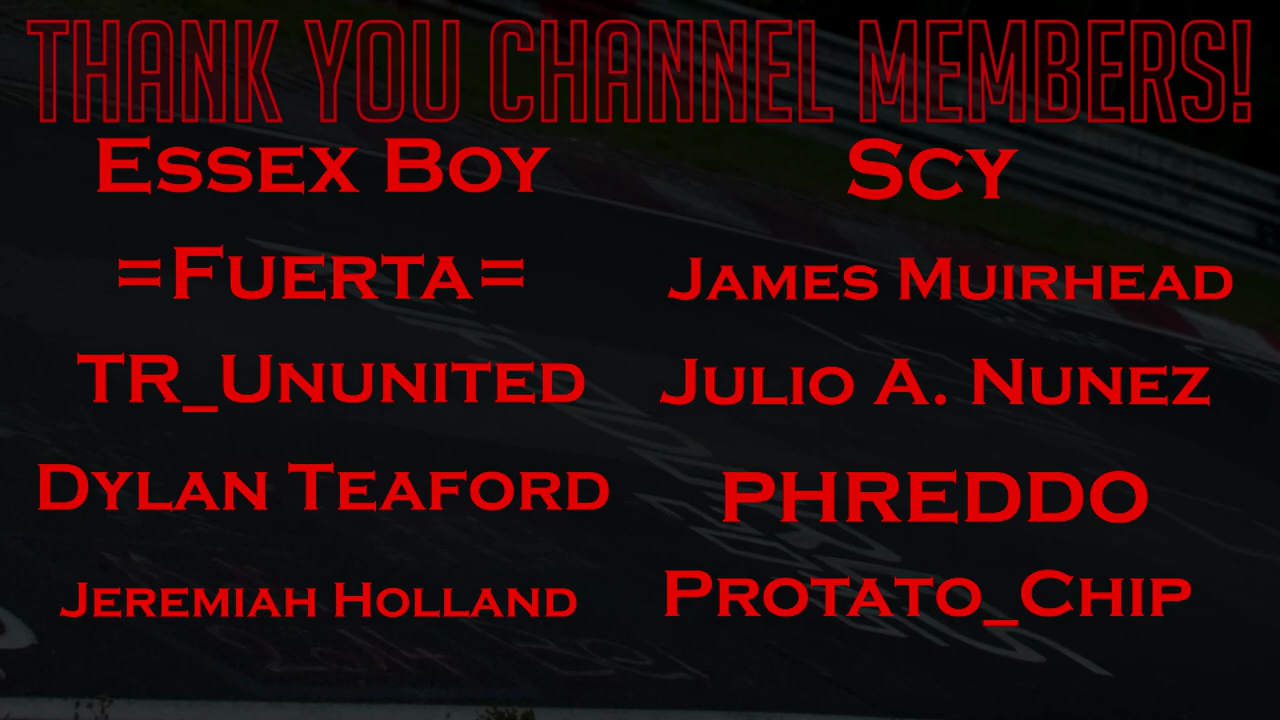 THANK YOU CHANNEL MEMBERS!
Essex Boy
Scy
=Fuerta=
James Muirhead
TR_Ununited
Julio A. Nunez
Dylan Teaford
PHREDDO
Jeremiah Holland
Protato_Chip